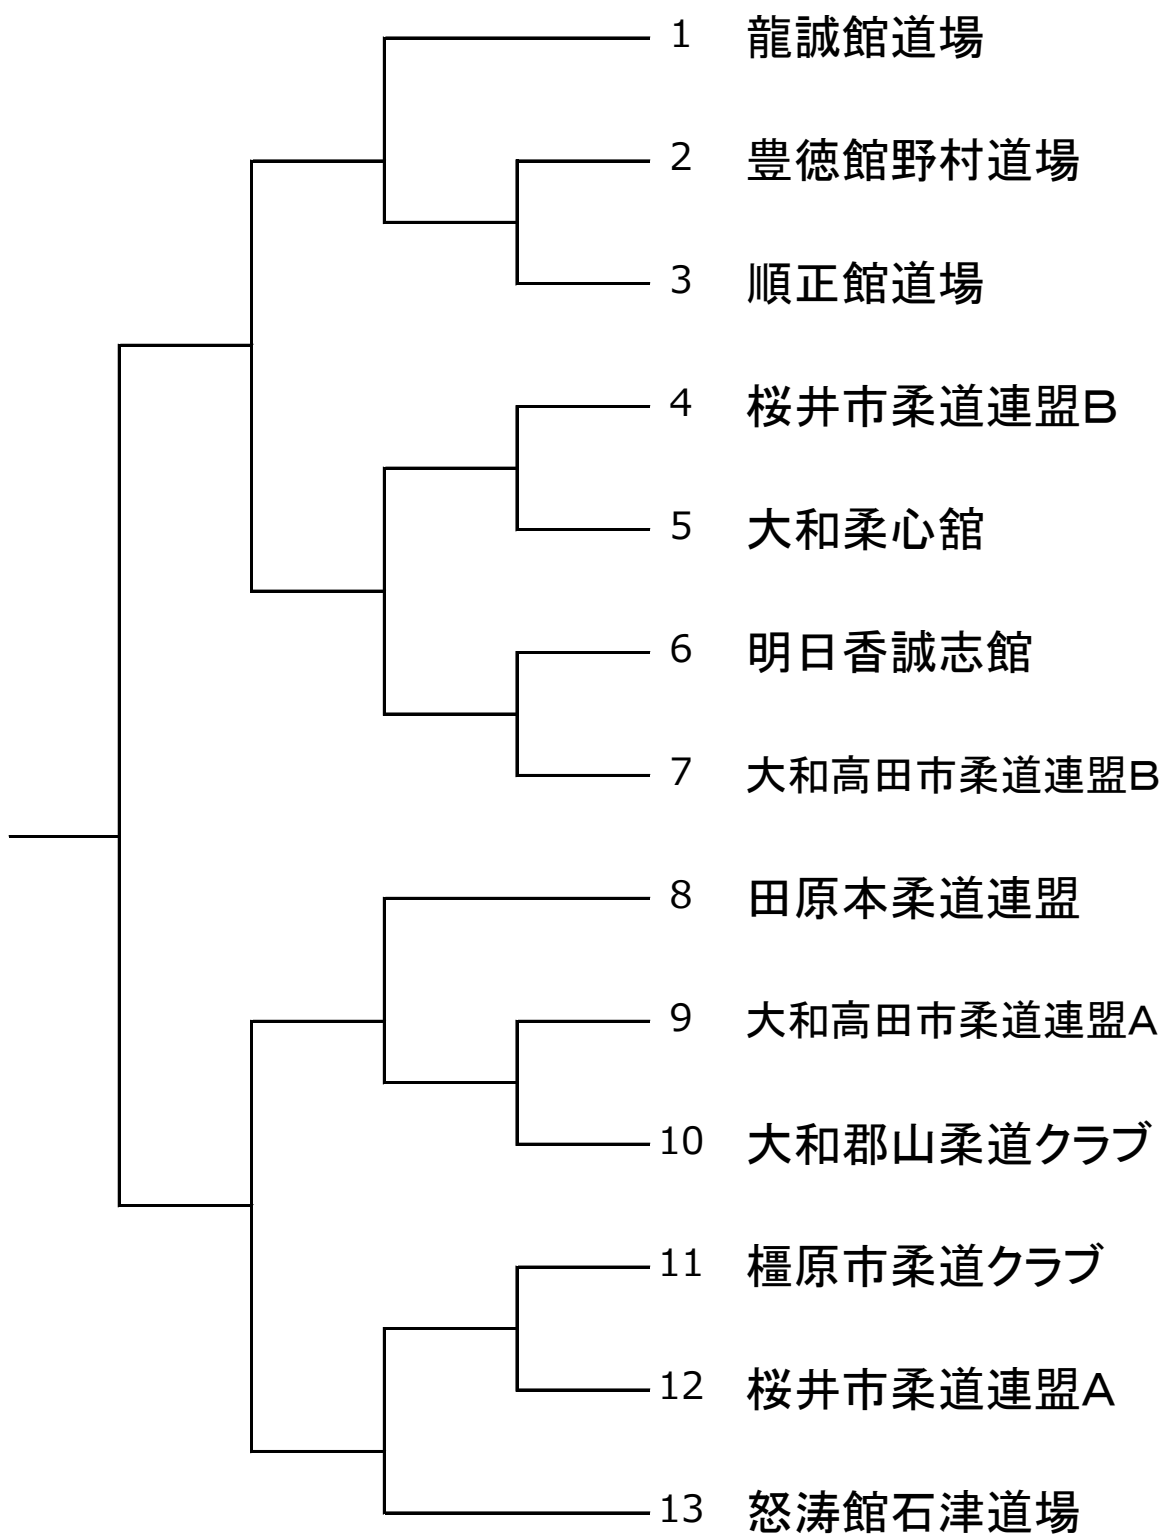 1 龍誠館道場
2 豊徳館野村道場
3 順正館道場
4 桜井市柔道連盟Ｂ
5 大和柔心舘
6 明日香誠志館
7 大和高田市柔道連盟Ｂ
8 田原本柔道連盟
9 大和高田市柔道連盟Ａ
10 大和郡山柔道クラブ
11 橿原市柔道クラブ
12 桜井市柔道連盟Ａ
13 怒涛館石津道場